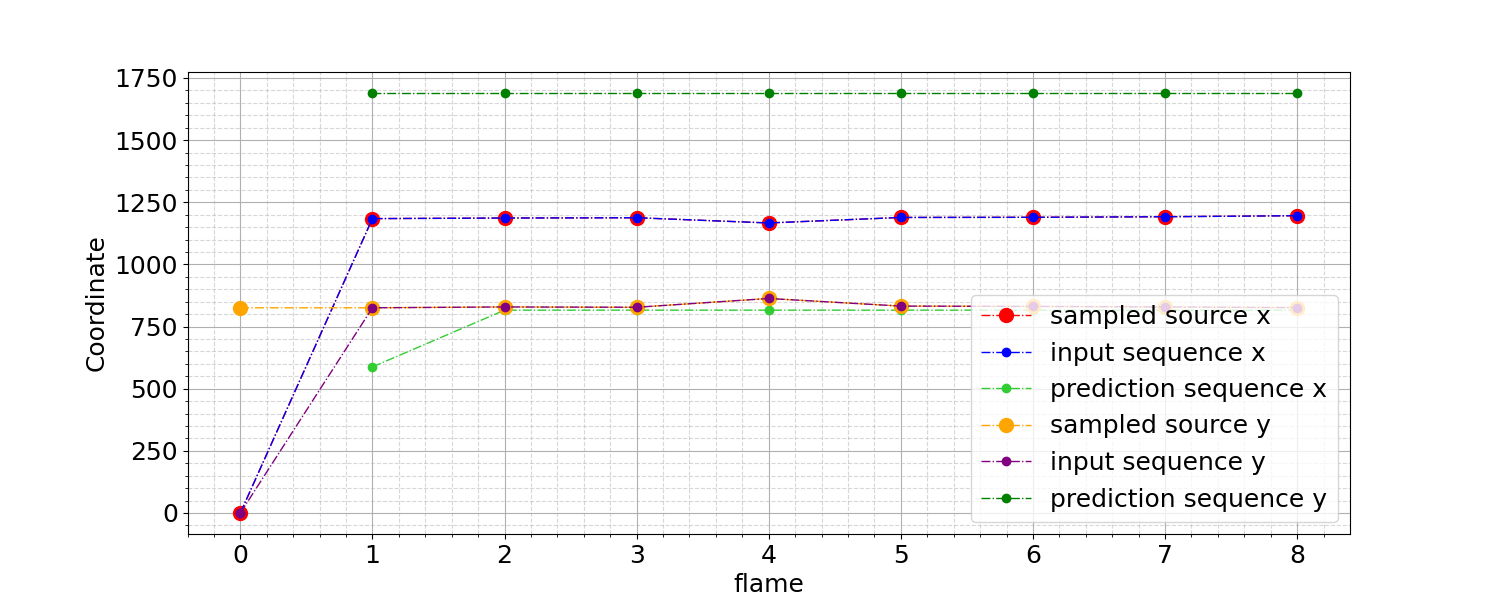 1750
1500
1250
1000
750
500
250
0
Coordinate
0 1 2 3 4 5 6 7 8
flame
sampled source x
input sequence x
prediction sequence x
sampled source y
input sequence y
prediction sequence y